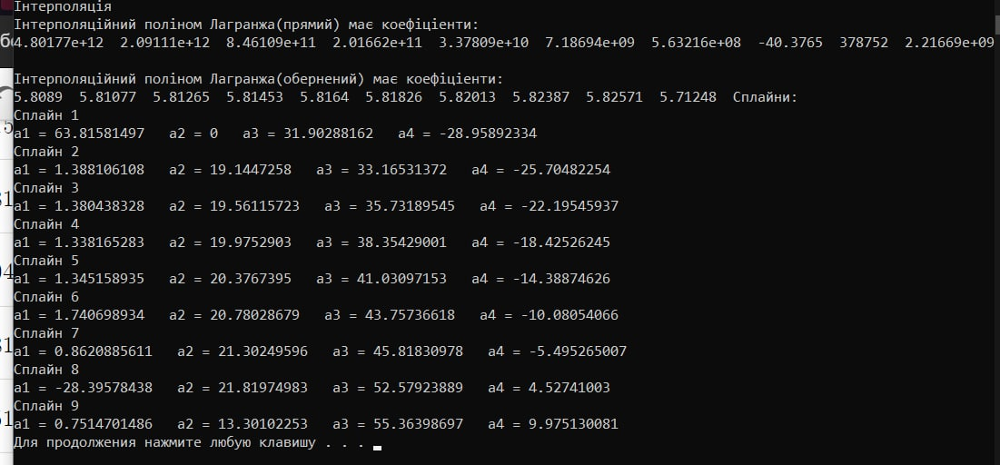 Інтерполяція
Інтерполяційний поліном Лагранжа(прямий) має коефіцієнти:
4.80177e+12 2.09111e+12 8.46109e+11 2.01662e+11 3.37809e+10 7.18694e+09 5.63216e+08 -40.3765 378752 2.21669e+09
Інтерполяційний поліном Лагранжа(обернений) має коефіцієнти:
5.8089 5.81077 5.81265 5.81453 5.8164 5.81826 5.82013 5.82387 5.82571 5.71248 Сплайни:
Сплайн 1
a1 = 63.81581497 a2 = 0 a3 = 31.90288162 a4 = -28.95892334
Сплайн 2
a1 = 1.388106108 a2 = 19.1447258 a3 = 33.16531372 a4 = -25.70482254
Сплайн 3
a1 = 1.380438328 a2 = 19.56115723 a3 = 35.73189545 a4 = -22.19545937
Сплайн 4
a1 = 1.338165283 a2 = 19.9752903 a3 = 38.35429001 a4 = -18.42526245
Сплайн 5
a1 = 1.345158935 a2 = 20.3767395 a3 = 41.03097153 a4 = -14.38874626
Сплайн 6
a1 = 1.740698934 a2 = 20.78028679 a3 = 43.75736618 a4 = -10.08054066
Сплайн 7
a1 = 0.8620885611 a2 = 21.30249596 a3 = 45.81830978 a4 = -5.495265007
Сплайн 8
a1 = -28.39578438 a2 = 21.81974983 a3 = 52.57923889 a4 = 4.52741003
Сплайн 9
a1 = 0.7514701486 a2 = 13.30102253 a3 = 55.36398697 a4 = 9.975130081
Для продолжения нажмите любую клавишу . . .